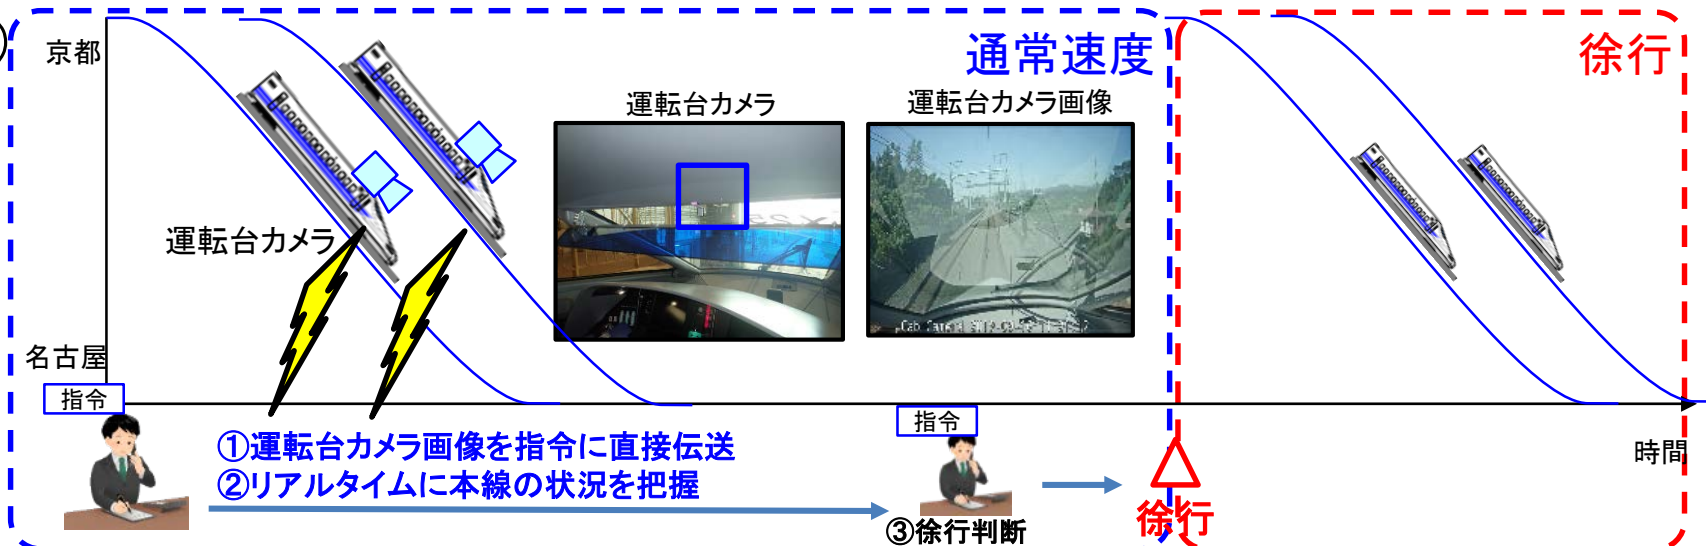 京都
通常速度
徐行
運転台カメラ
運転台カメラ画像
運転台カメラ
Cab Camera
名古屋
指令
指令
時間
①運転台カメラ画像を指令に直接伝送
②リアルタイムに本線の状況を把握
③徐行判断
徐行